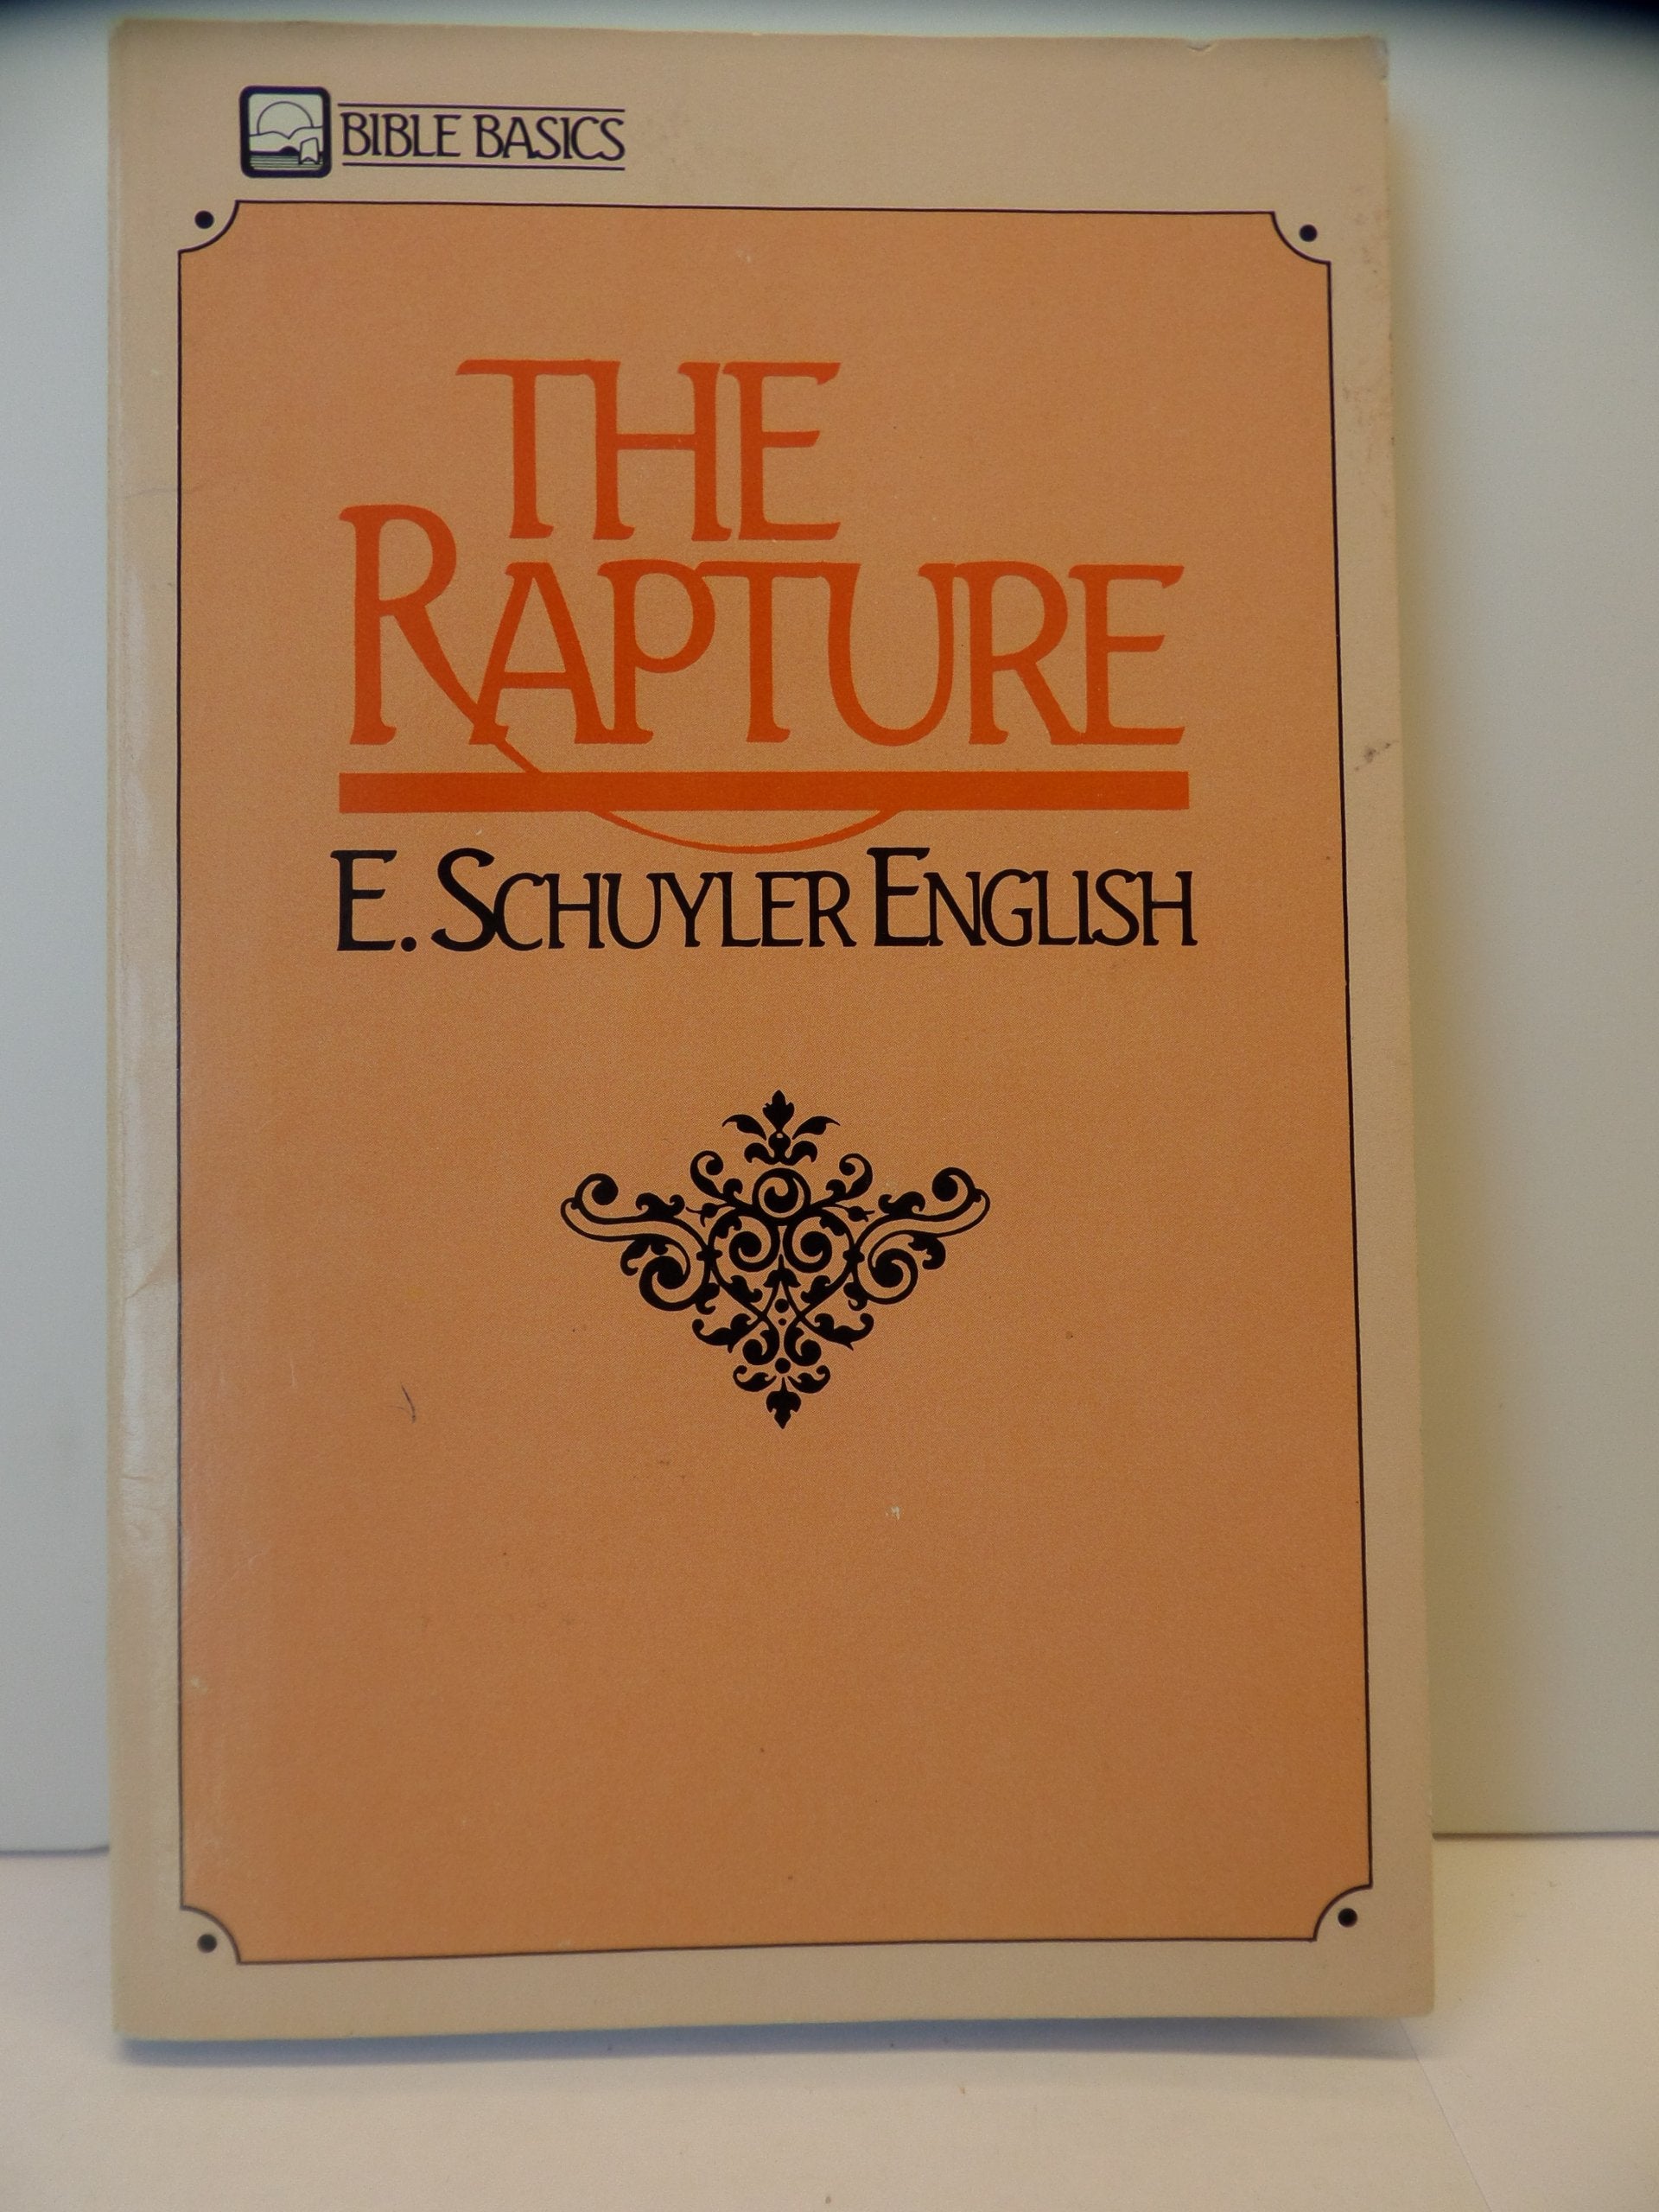 BIBLE BASICS
THE
RAPTURE
E. SCHUYLER ENGLISH